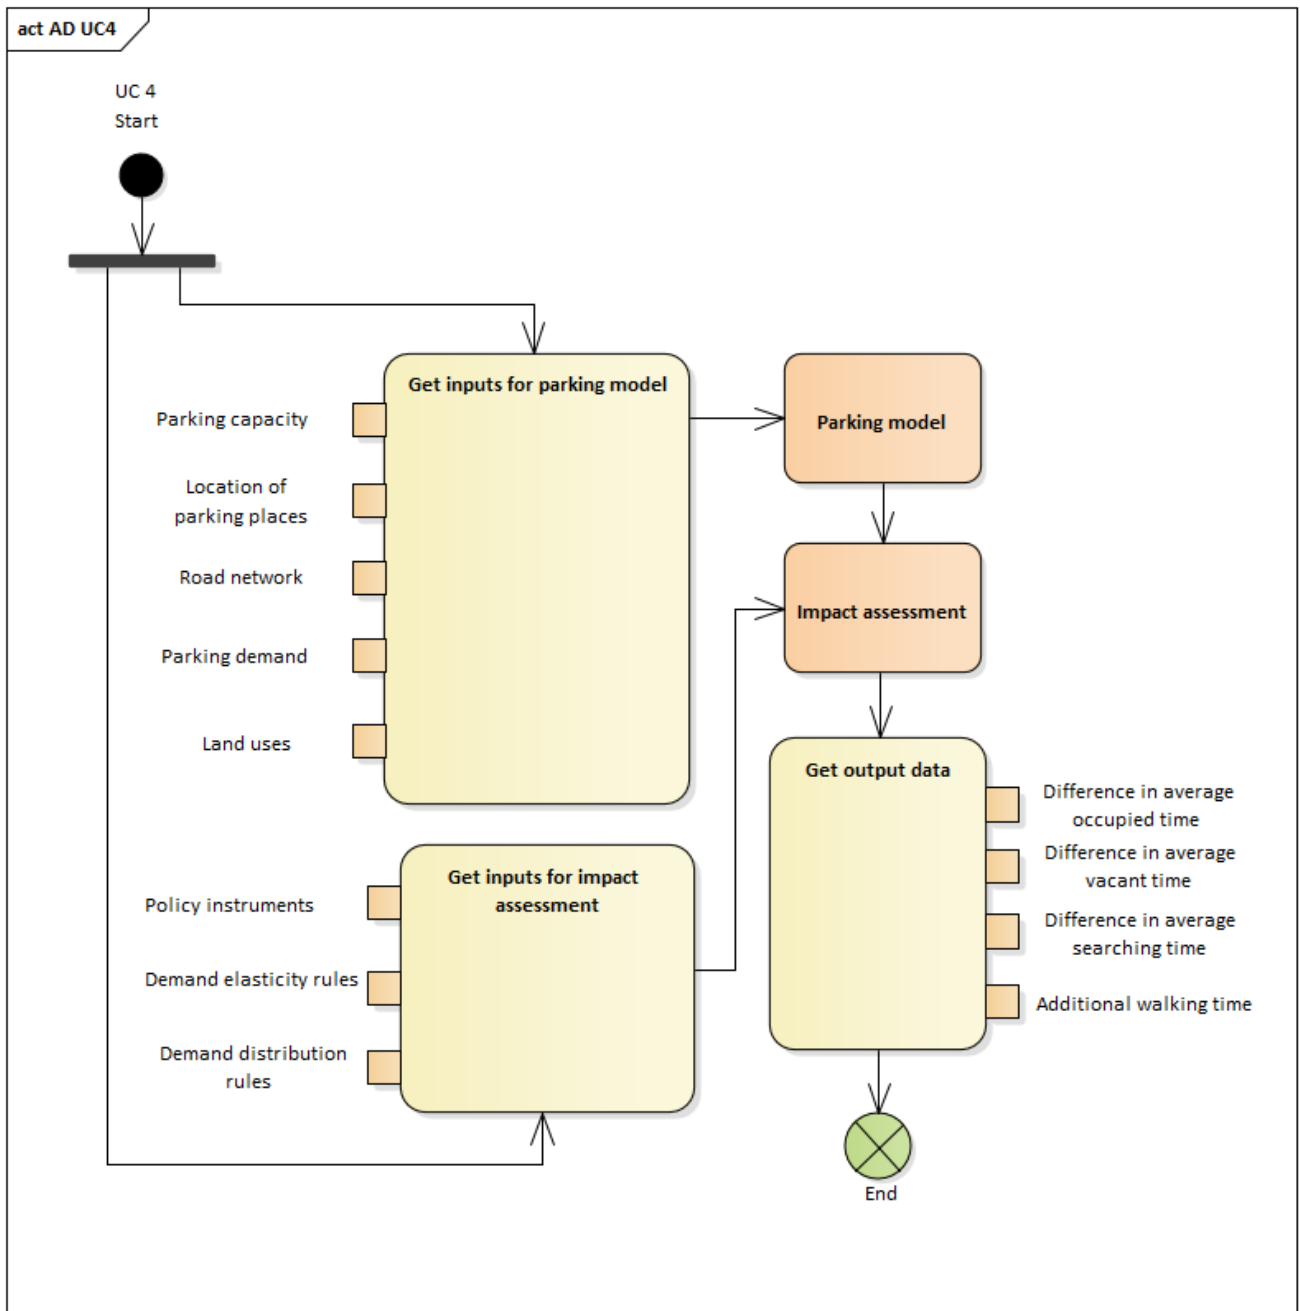 act AD UC4
UC 4
Start
Get inputs for parking model
Parking capacity
Location of
parking places
Road network
Parking demand
Land uses
Parking model
Impact assessment
Get inputs for impact
assessment
Policy instruments
Demand elasticity rules
Demand distribution
rules
Get output data
Difference in average
occupied time
Difference in average
vacant time
Difference in average
searching time
Additional walking time
End